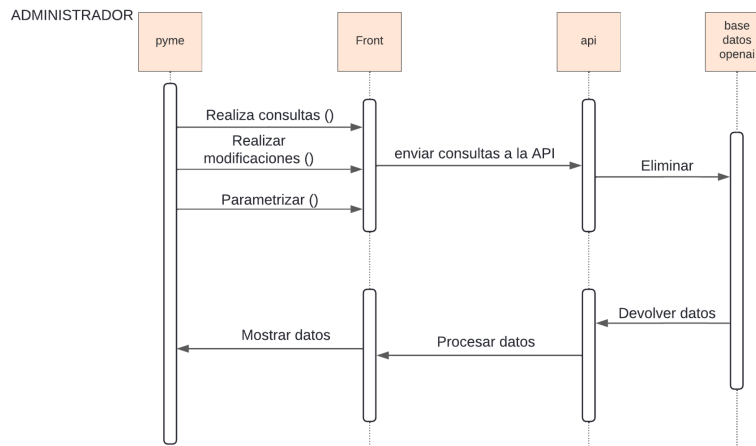 ADMINISTRADOR
pyme
Front
api
base
datos
openai
Realiza consultas ()
Realizar
modificaciones ()
enviar consultas a la API
Eliminar
Parametrizar ()
Devolver datos
Mostrar datos
Procesar datos